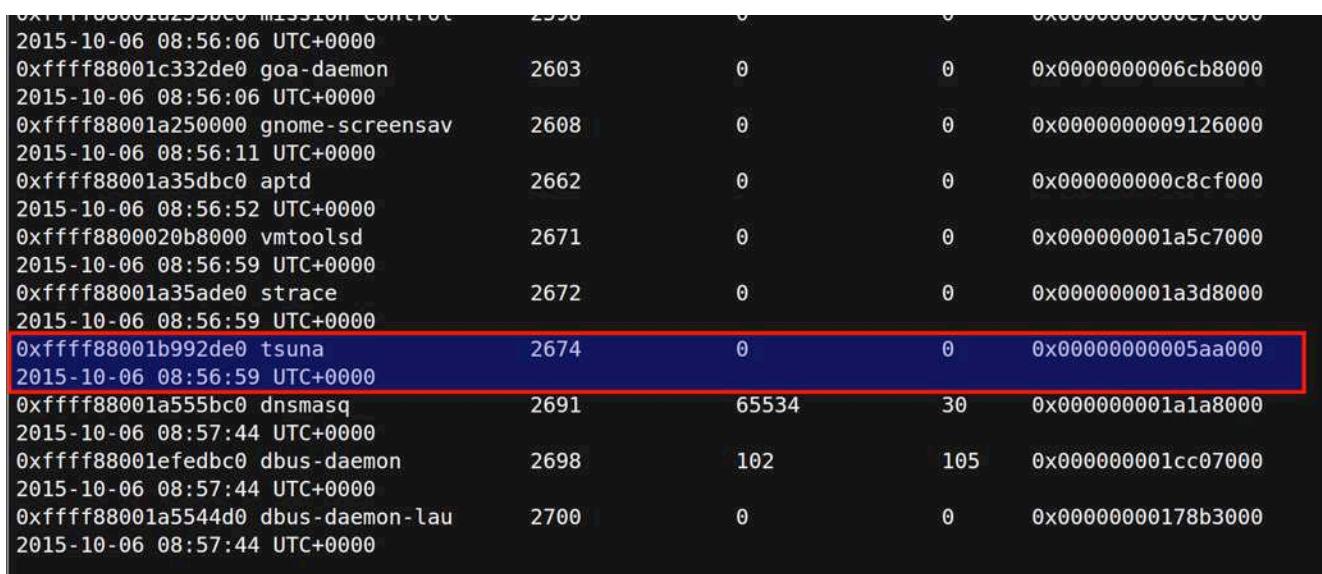 2015-10-06 08:56:06 UTC+0000
0xffff88001c332de0 goa-daemon 2603 0 0 0x0000000006cb8000
2015-10-06 08:56:06 UTC+0000
0xffff88001a250000 gnome-screensav 2608 0 0 0x0000000009126000
2015-10-06 08:56:11 UTC+0000
0xffff88001a35dbc0 aptd 2662 0 0 0x000000000c8cf000
2015-10-06 08:56:52 UTC+0000
0xffff8800020b8000 vmtoolsd 2671 0 0 0x000000001a5c7000
2015-10-06 08:56:59 UTC+0000
0xffff88001a35ade0 strace 2672 0 0 0x000000001a3d8000
2015-10-06 08:56:59 UTC+0000
0xffff88001b992de0 tsuna 2674 0 0 0x00000000005aa000
2015-10-06 08:56:59 UTC+0000
0xffff88001a555bc0 dnsmasq 2691 65534 30 0x000000001a1a8000
2015-10-06 08:57:44 UTC+0000
0xffff88001efedbc0 dbus-daemon 2698 102 105 0x000000001cc07000
2015-10-06 08:57:44 UTC+0000
0xffff88001a5544d0 dbus-daemon-lau 2700 0 0 0x00000000178b3000
2015-10-06 08:57:44 UTC+0000